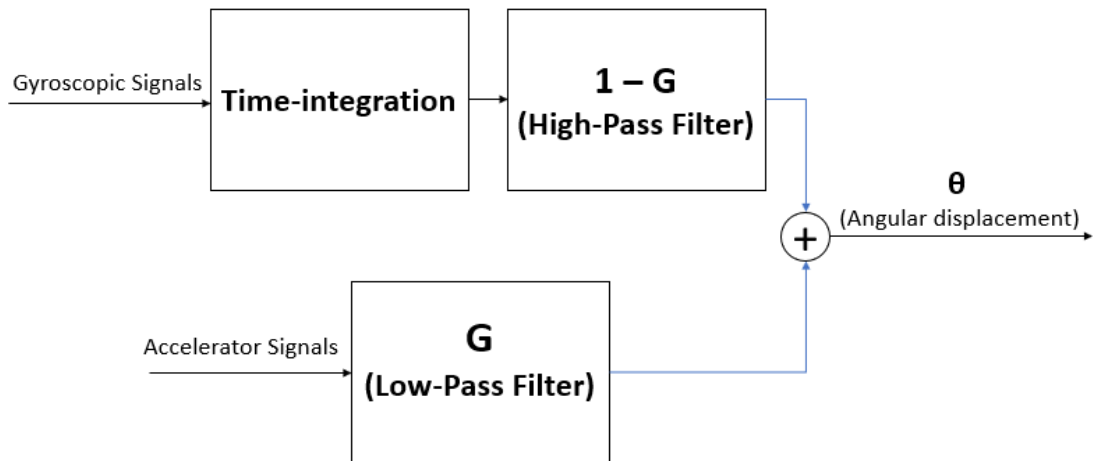 Gyroscopic Signals
Time-integration
1 – G
(High-Pass Filter)
θ
(Angular displacement)
+
Accelerator Signals
G
(Low-Pass Filter)